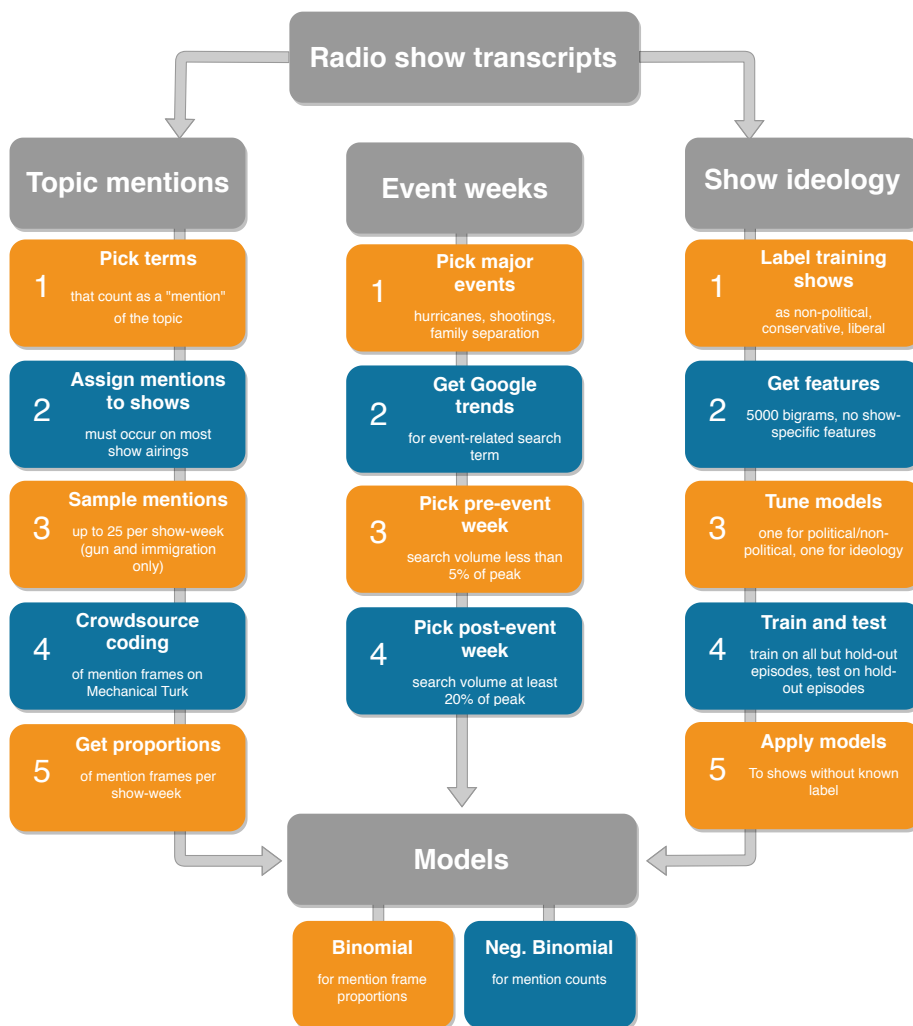 Radio show transcripts
Topic mentions
1
Pick terms
that count as a "mention"
of the topic
2
Assign mentions
to shows
must occur on most
show airings
3
Sample mentions
up to 25 per show-week
(gun and immigration
only)
4
Crowdsource
coding
of mention frames on
Mechanical Turk
5
Get proportions
of mention frames per
show-week
Event weeks
1
Pick major
events
hurricanes, shootings,
family separation
2
Get Google
trends
for event-related search
term
3
Pick pre-event
week
search volume less than
5% of peak
4
Pick post-event
week
search volume at least
20% of peak
Show ideology
1
Label training
shows
as non-political,
conservative, liberal
2
Get features
5000 bigrams, no show-
specific features
3
Tune models
one for political/non-
political, one for ideology
4
Train and test
train on all but hold-out
episodes, test on hold-
out episodes
5
Apply models
To shows without known
label
Models
Binomial
for mention frame
proportions
Neg. Binomial
for mention counts